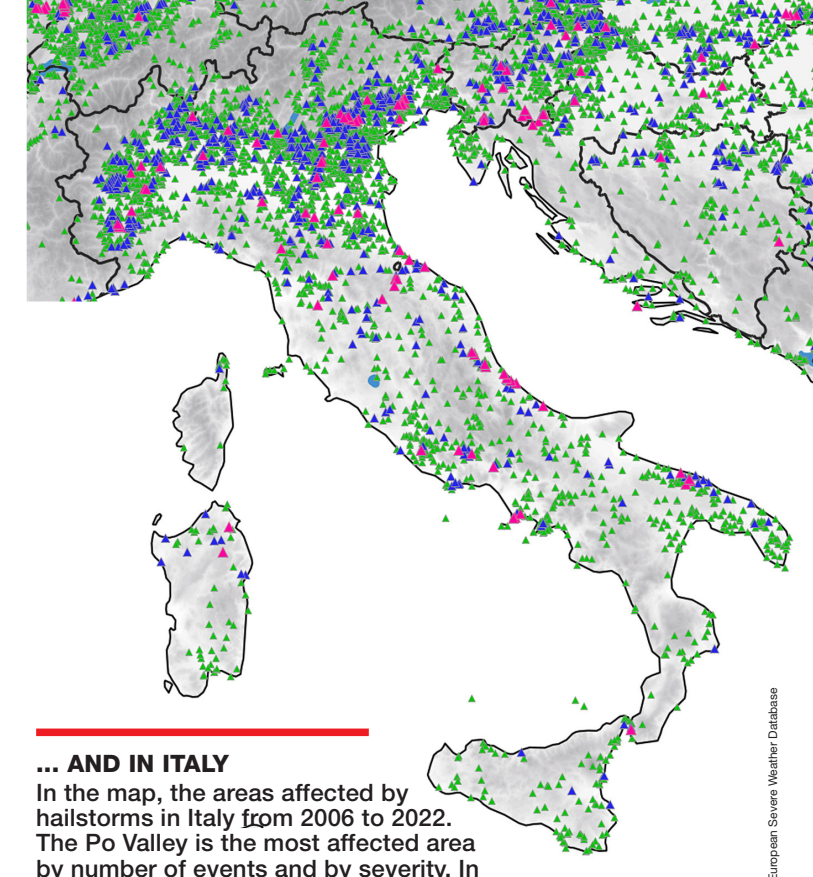 ... AND IN ITALY
In the map, the areas affected by
hailstorms in Italy from 2006 to 2022.
The Po Valley is the most affected area
by number of events and by severity. In
European Severe Weather Database